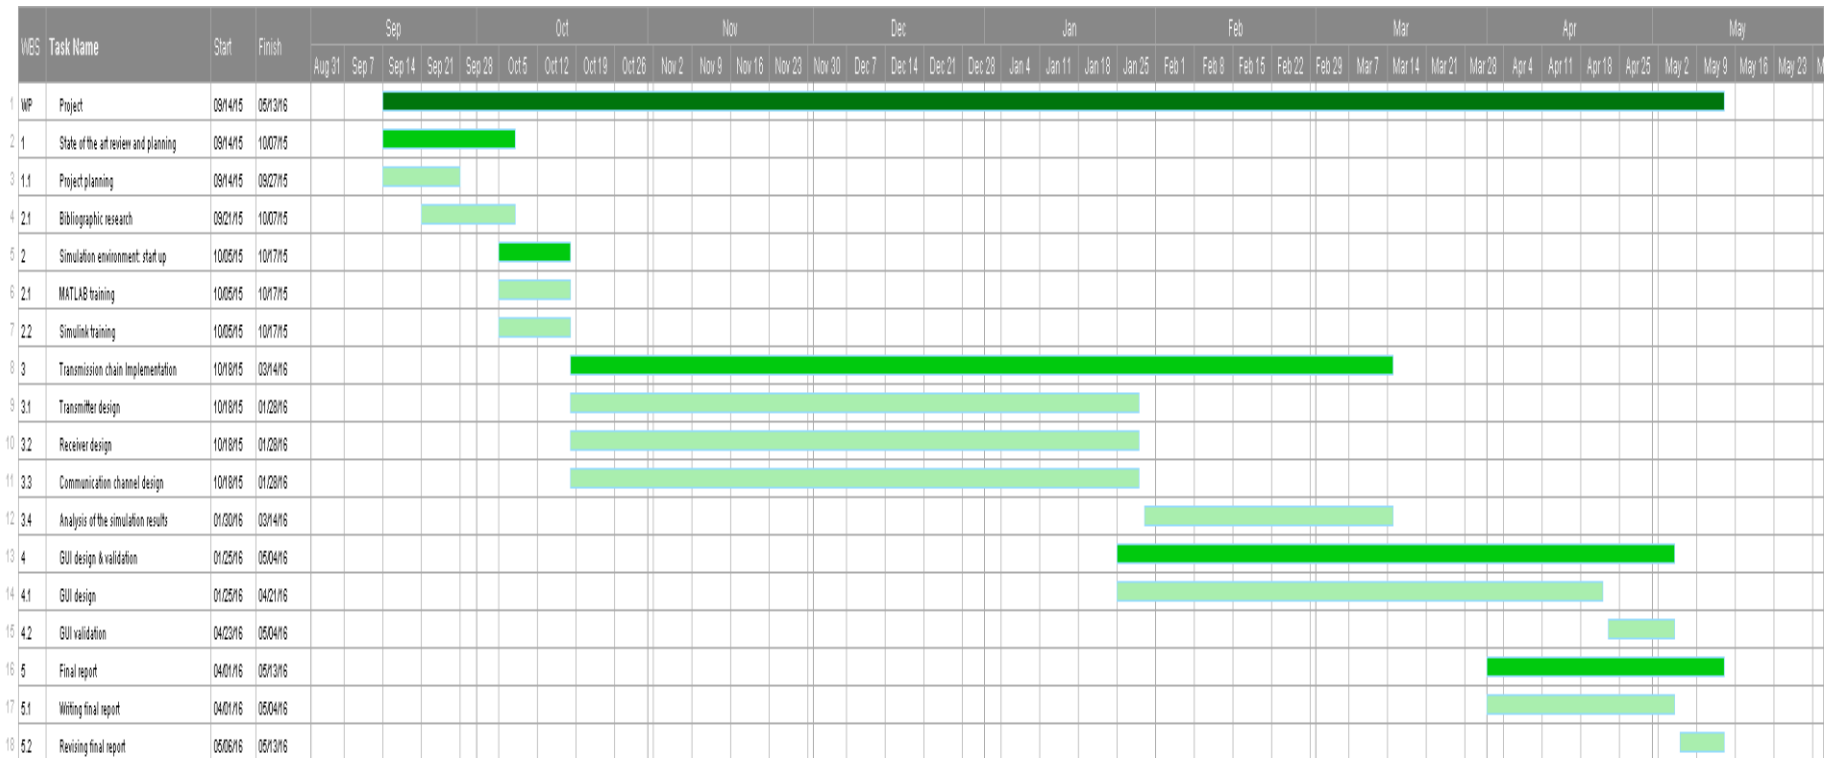 Sep Oct Nov Dec Jan Feb Mar Apr May
WBS Task Name Start Finish
Aug 31 Sep 7 Sep 14 Sep 21 Sep 28 Oct 5 Oct 12 Oct 19 Oct 26 Nov 2 Nov 9 Nov 16 Nov 23 Nov 30 Dec 7 Dec 14 Dec 21 Dec 28 Jan 4 Jan 11 Jan 18 Jan 25 Feb 1 Feb 8 Feb 15 Feb 22 Feb 29 Mar 7 Mar 14 Mar 21 Mar 28 Apr 4 Apr 11 Apr 18 Apr 25 May 2 May 9 May 16 May 23 M
1 WP Project 09/14/15 05/13/16
2 1 State of the art review and planning 09/14/15 10/07/15
3 1.1 Project planning 09/14/15 09/27/15
4 2.1 Bibliographic research 09/21/15 10/07/15
5 2 Simulation environment: start up 10/05/15 10/17/15
6 2.1 MATLAB training 10/05/15 10/17/15
7 2.2 Simulink training 10/05/15 10/17/15
8 3 Transmission chain Implementation 10/18/15 03/14/16
9 3.1 Transmitter design 10/18/15 01/28/16
10 3.2 Receiver design 10/18/15 01/28/16
11 3.3 Communication channel design 10/18/15 01/28/16
12 3.4 Analysis of the simulation results 01/30/16 03/14/16
13 4 GUI design & validation 01/25/16 05/04/16
14 4.1 GUI design 01/25/16 04/21/16
15 4.2 GUI validation 04/23/16 05/04/16
16 5 Final report 04/01/16 05/13/16
17 5.1 Writing final report 04/01/16 05/04/16
18 5.2 Revising final report 05/06/16 05/13/16